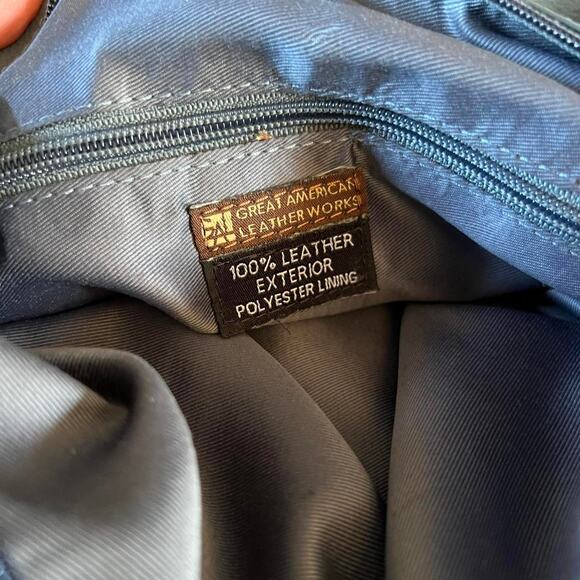 GREAT AMERICAN
LEATHERWORKS
100% LEATHER
EXTERIOR
POLYESTER LINING